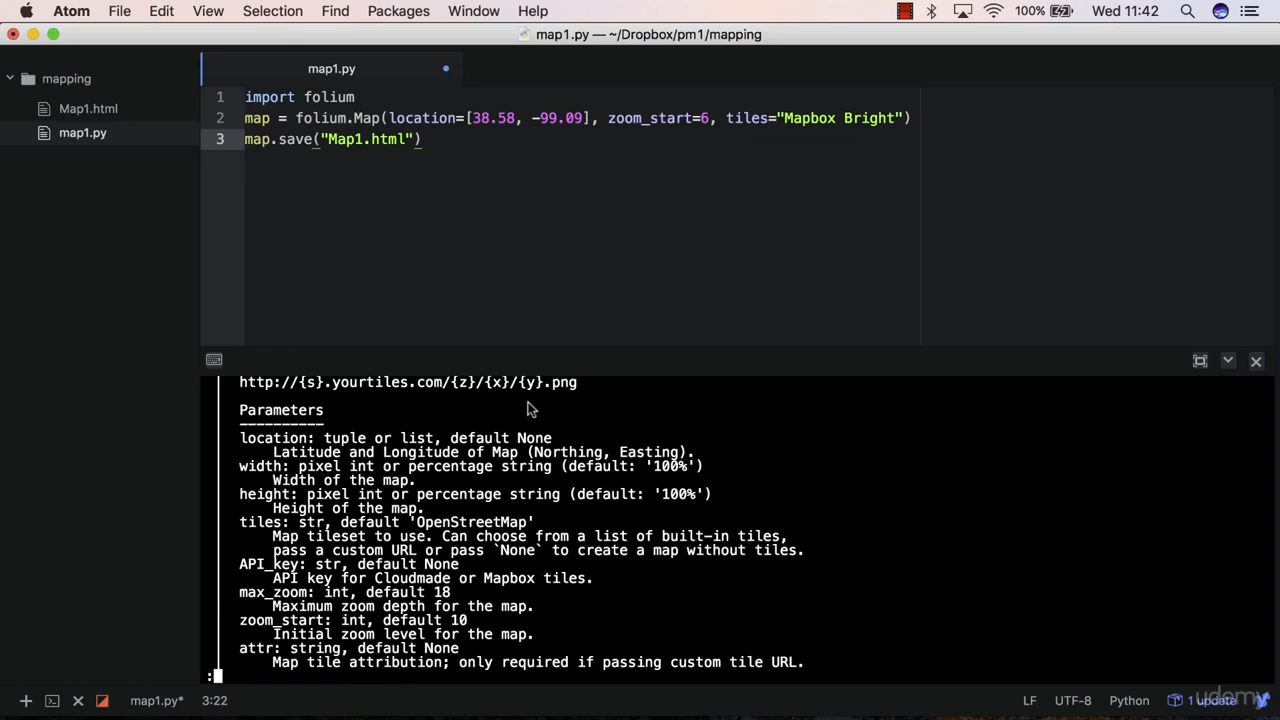 Atom File Edit View Selection Find Packages Window Help 100% Wed 11:42
map1.py — ~/Dropbox/pm1/mapping
mapping
Map1.html
map1.py
map1.py
1 import folium
2 map = folium.Map(location=[38.58, -99.09], zoom_start=6, tiles="Mapbox Bright")
3 map.save("Map1.html")
http://{s}.yourtiles.com/{z}/{x}/{y}.png
Parameters
----------
location: tuple or list, default None
Latitude and Longitude of Map (Northing, Easting).
width: pixel int or percentage string (default: '100%')
Width of the map.
height: pixel int or percentage string (default: '100%')
Height of the map.
tiles: str, default 'OpenStreetMap'
Map tileset to use. Can choose from a list of built-in tiles,
pass a custom URL or pass `None` to create a map without tiles.
API_key: str, default None
API key for Cloudmade or Mapbox tiles.
max_zoom: int, default 18
Maximum zoom depth for the map.
zoom_start: int, default 10
Initial zoom level for the map.
attr: string, default None
Map tile attribution; only required if passing custom tile URL.
:
map1.py* 3:22 LF UTF-8 Python 1 update
udemy